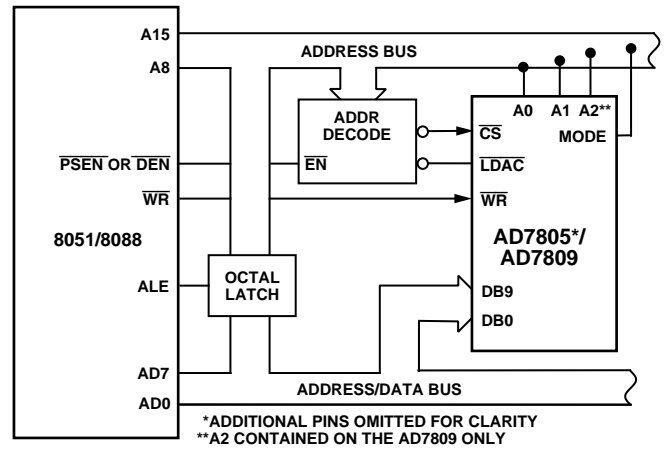 A15
ADDRESS BUS
A8
ADDR
DECODE
A0 A1 A2**
CS
MODE
PSEN OR DEN
EN
LDAC
WR
WR
8051/8088
AD7805*/
AD7809
ALE
OCTAL
LATCH
DB9
DB0
AD7
ADDRESS/DATA BUS
AD0
*ADDITIONAL PINS OMITTED FOR CLARITY
**A2 CONTAINED ON THE AD7809 ONLY